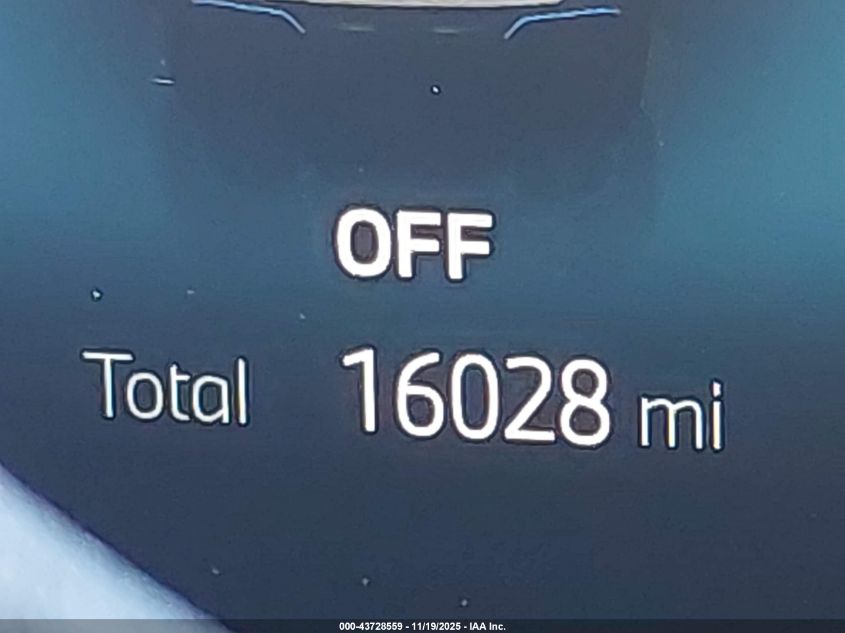 OFF
Total 16028 mi
000-43728559 - 11/19/2025 - IAA Inc.